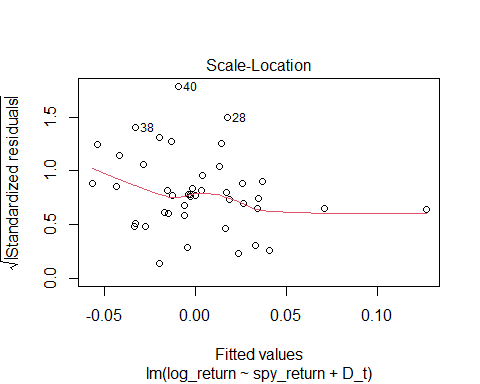 Scale-Location
√|Standardized residuals|
1.5
1.0
0.5
0.0
40
38
28
-0.05
0.00
0.05
0.10
Fitted values
lm(log_return ~ spy_return + D_t)